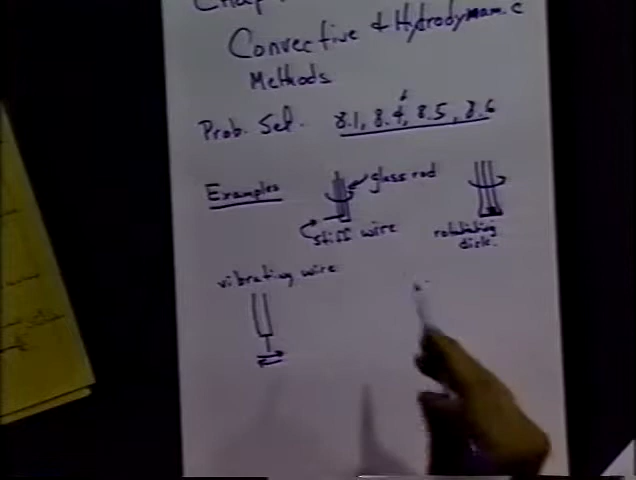 Chap
Convective & Hydrodynamic
Methods
Prob. Set. 8.1, 8.4, 8.5, 8.6
Examples
glass rod
stiff wire
rotating
disk.
vibrating wire